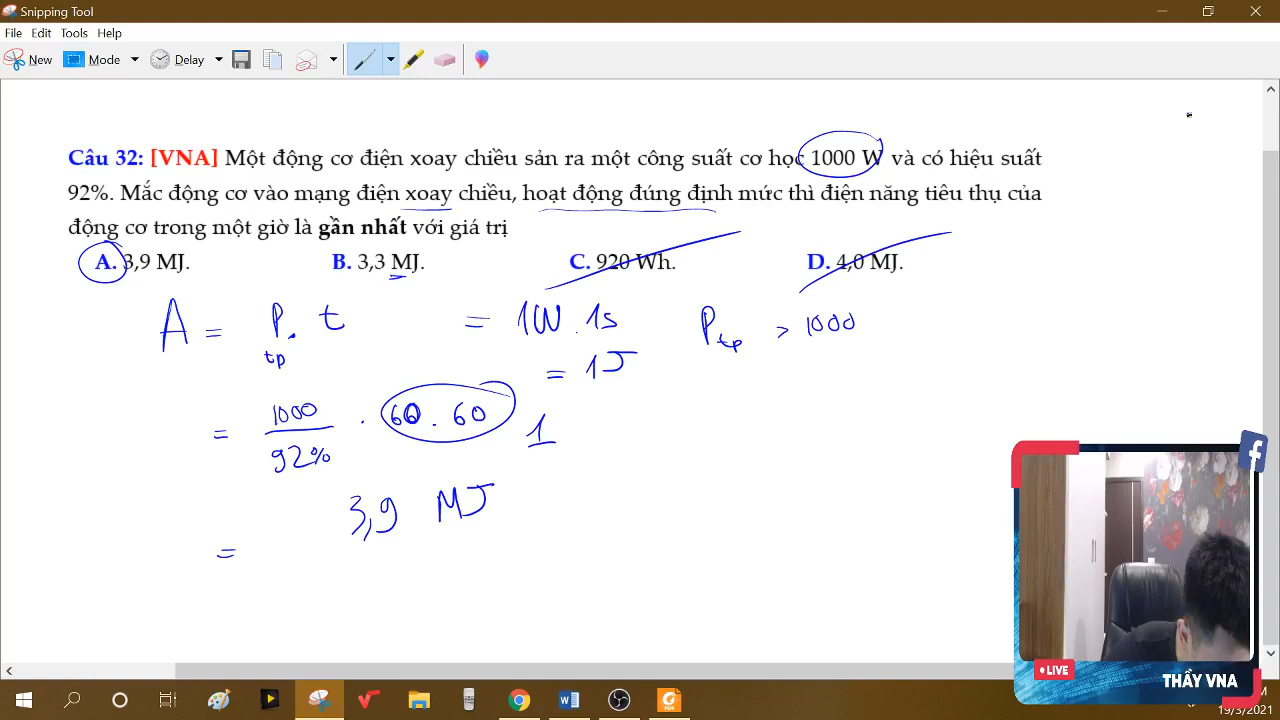 Snipping Tool
File Edit Tools Help
New Mode Delay
Câu 32: [VNA] Một động cơ điện xoay chiều sản ra một công suất cơ học 1000 W và có hiệu suất
92%. Mắc động cơ vào mạng điện xoay chiều, hoạt động đúng định mức thì điện năng tiêu thụ của
động cơ trong một giờ là gần nhất với giá trị
A. 3,9 MJ. B. 3,3 MJ. C. 920 Wh. D. 4,0 MJ.
A = P. t = 1W . 1s P > 1000
tp tp
= 1J
= 1000 . 60 . 60 1
92%
3,9 MJ
=
LIVE
THẦY VNA
19/3/2021